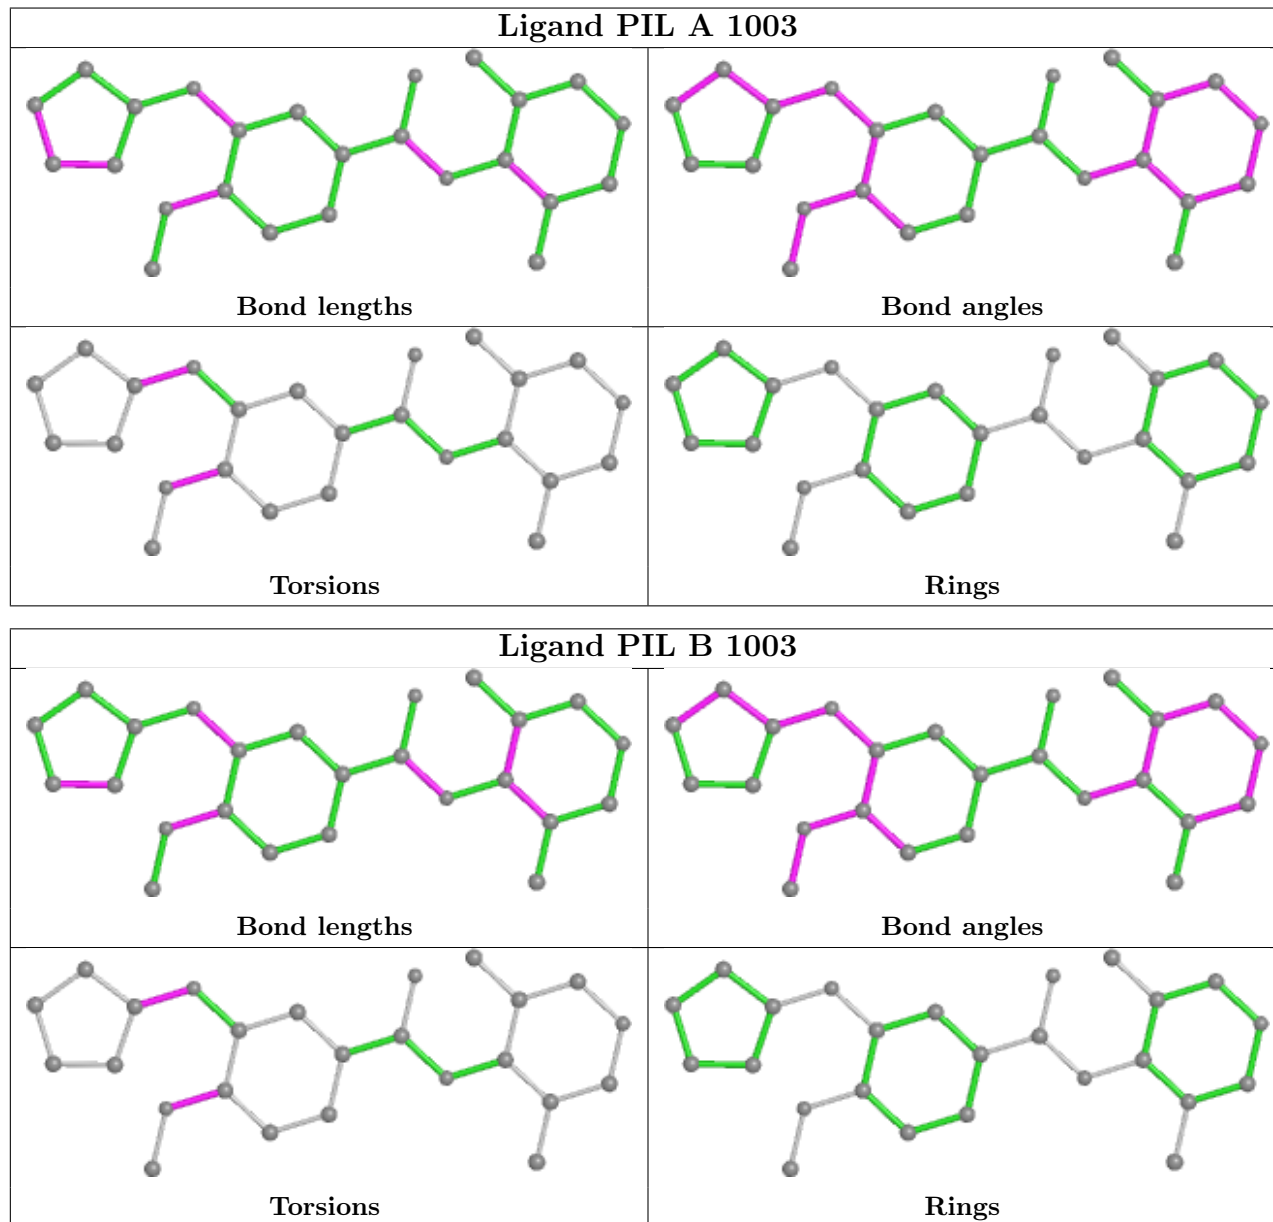 Ligand PIL A 1003
Bond lengths
Bond angles
Torsions
Rings
Ligand PIL B 1003
Bond lengths
Bond angles
Torsions
Rings